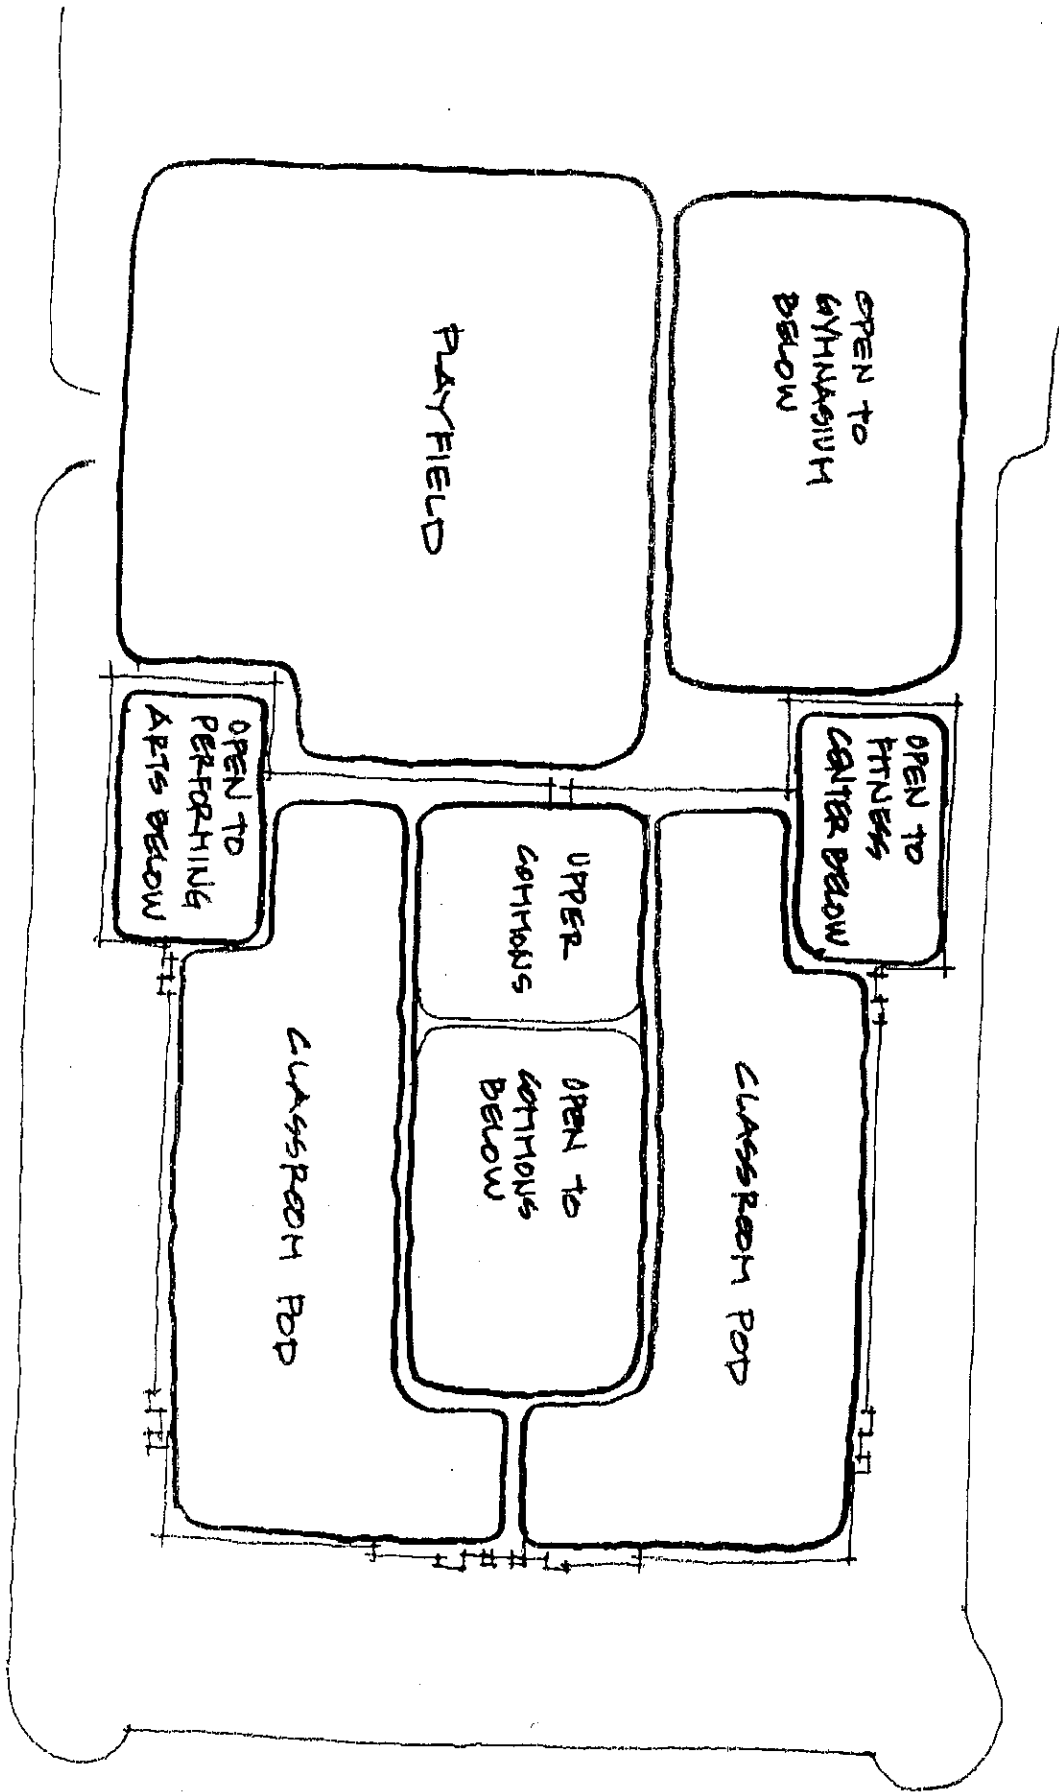 OPEN TO
GYMNASIUM
BELOW
PLAYFIELD
OPEN TO
FITNESS
CENTER BELOW
OPEN TO
PERFORMING
ARTS BELOW
UPPER
COMMONS
OPEN TO
COMMONS
BELOW
CLASSROOM POD
CLASSROOM POD